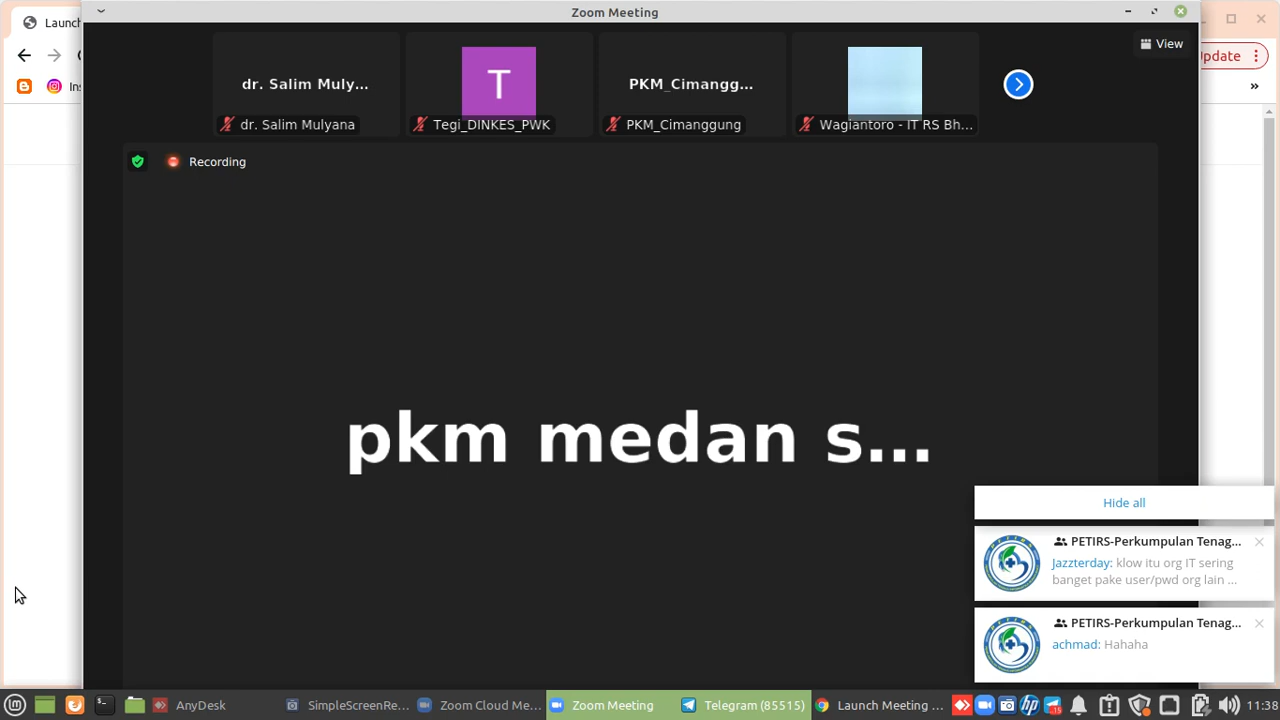 Launch
Zoom Meeting
Update
Ins
»
View
dr. Salim Muly...
T
PKM_Cimangg...
dr. Salim Mulyana
Tegi_DINKES_PWK
PKM_Cimanggung
Wagiantoro - IT RS Bh...
Recording
pkm medan s...
Hide all
PETIRS-Perkumpulan Tenag...
Jazzterday: klow itu org IT sering
banget pake user/pwd org lain ...
PETIRS-Perkumpulan Tenag...
achmad: Hahaha
AnyDesk
SimpleScreenRe...
Zoom Cloud Me...
Zoom Meeting
Telegram (85515)
Launch Meeting ...
15
11:38